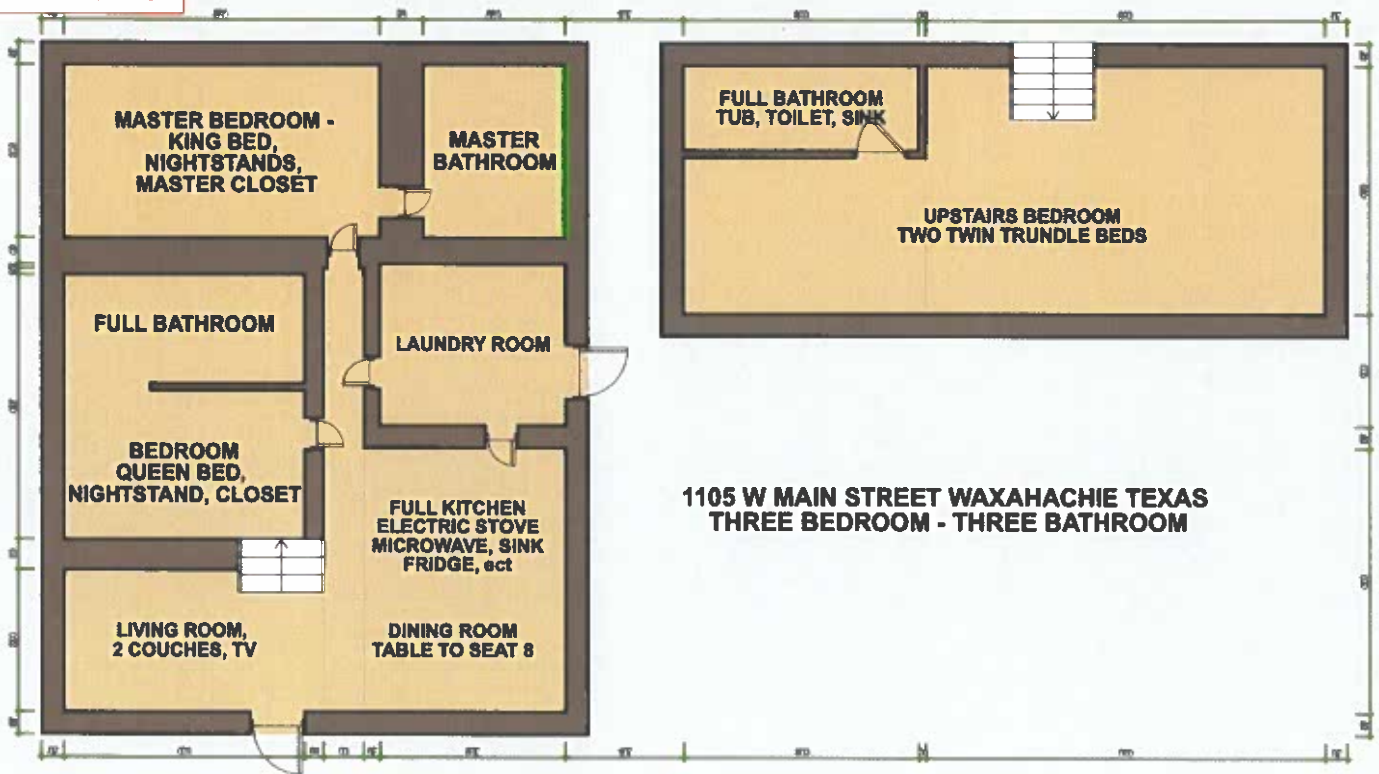 MASTER BEDROOM -
KING BED,
NIGHTSTANDS,
MASTER CLOSET
MASTER
BATHROOM
FULL BATHROOM
TUB, TOILET, SINK
UPSTAIRS BEDROOM
TWO TWIN TRUNDLE BEDS
FULL BATHROOM
LAUNDRY ROOM
BEDROOM
QUEEN BED,
NIGHTSTAND, CLOSET
FULL KITCHEN
ELECTRIC STOVE
MICROWAVE, SINK
FRIDGE, ect
LIVING ROOM,
2 COUCHES, TV
DINING ROOM
TABLE TO SEAT 8
1105 W MAIN STREET WAXAHACHIE TEXAS
THREE BEDROOM - THREE BATHROOM